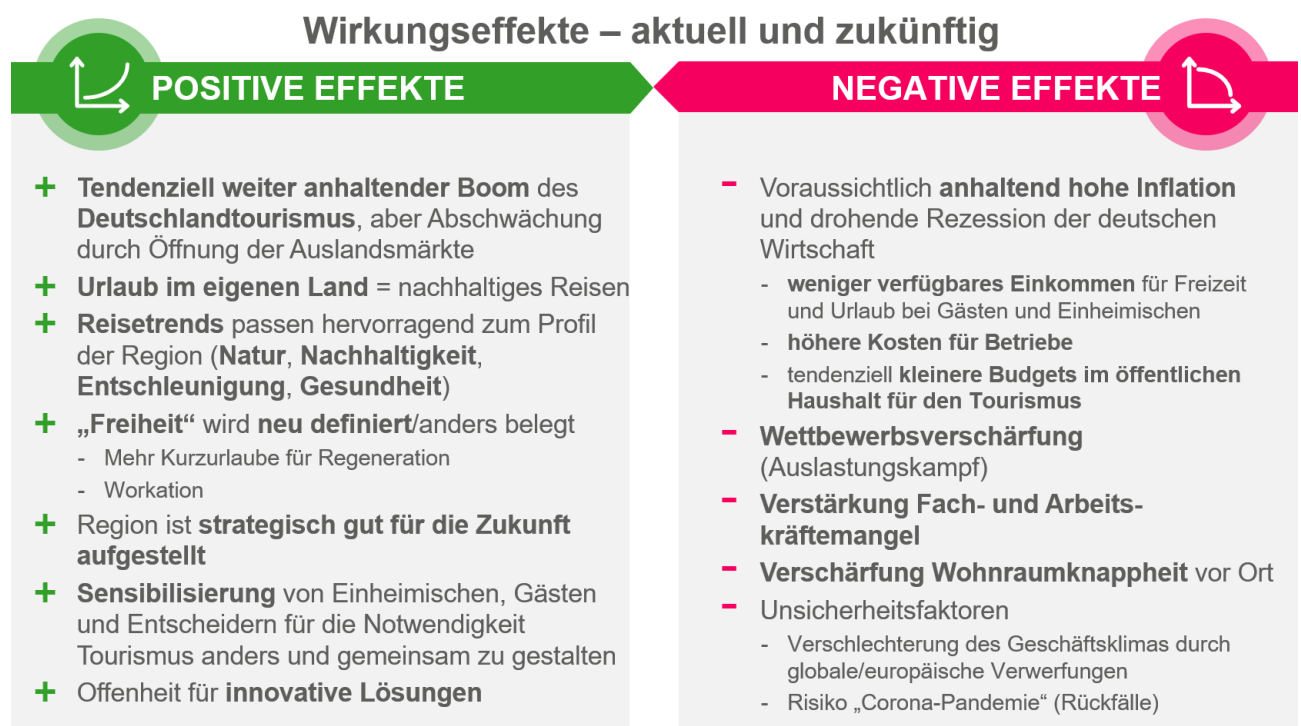 Wirkungseffekte – aktuell und zukünftig
POSITIVE EFFEKTE
+ Tendenziell weiter anhaltender Boom des
Deutschlandtourismus, aber Abschwächung
durch Öffnung der Auslandsmärkte
+ Urlaub im eigenen Land = nachhaltiges Reisen
+ Reisetrends passen hervorragend zum Profil
der Region (Natur, Nachhaltigkeit,
Entschleunigung, Gesundheit)
+ „Freiheit“ wird neu definiert/anders belegt
- Mehr Kurzurlaube für Regeneration
- Workation
+ Region ist strategisch gut für die Zukunft
aufgestellt
+ Sensibilisierung von Einheimischen, Gästen
und Entscheidern für die Notwendigkeit
Tourismus anders und gemeinsam zu gestalten
+ Offenheit für innovative Lösungen
NEGATIVE EFFEKTE
- Voraussichtlich anhaltend hohe Inflation
und drohende Rezession der deutschen
Wirtschaft
- weniger verfügbares Einkommen für Freizeit
und Urlaub bei Gästen und Einheimischen
- höhere Kosten für Betriebe
- tendenziell kleinere Budgets im öffentlichen
Haushalt für den Tourismus
- Wettbewerbsverschärfung
(Auslastungskampf)
- Verstärkung Fach- und Arbeits-
kräftemangel
- Verschärfung Wohnraumknappheit vor Ort
- Unsicherheitsfaktoren
- Verschlechterung des Geschäftsklimas durch
globale/europäische Verwerfungen
- Risiko „Corona-Pandemie“ (Rückfälle)